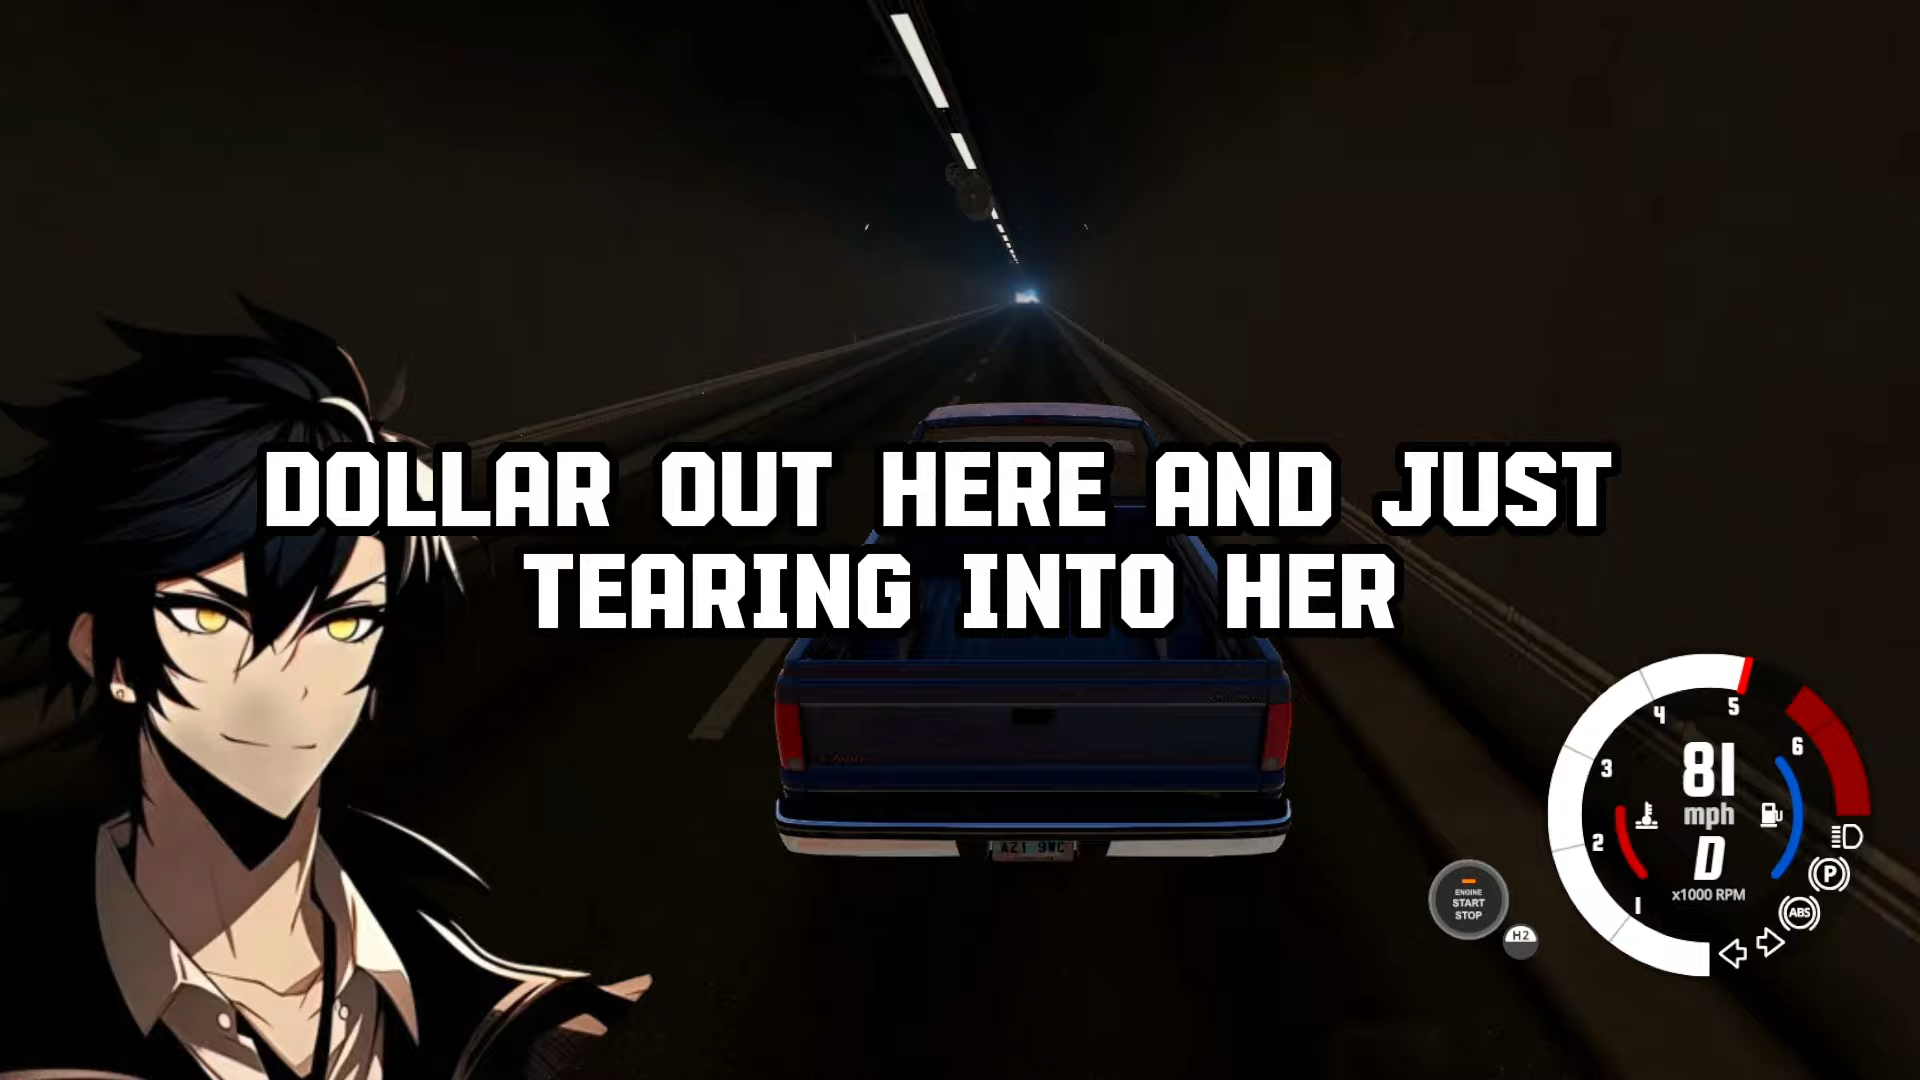 DOLLAR OUT HERE AND JUST
TEARING INTO HER
4
5
3
6
81
mph
2
D
P
x1000 RPM
1
ENGINE
START
STOP
ABS
H2